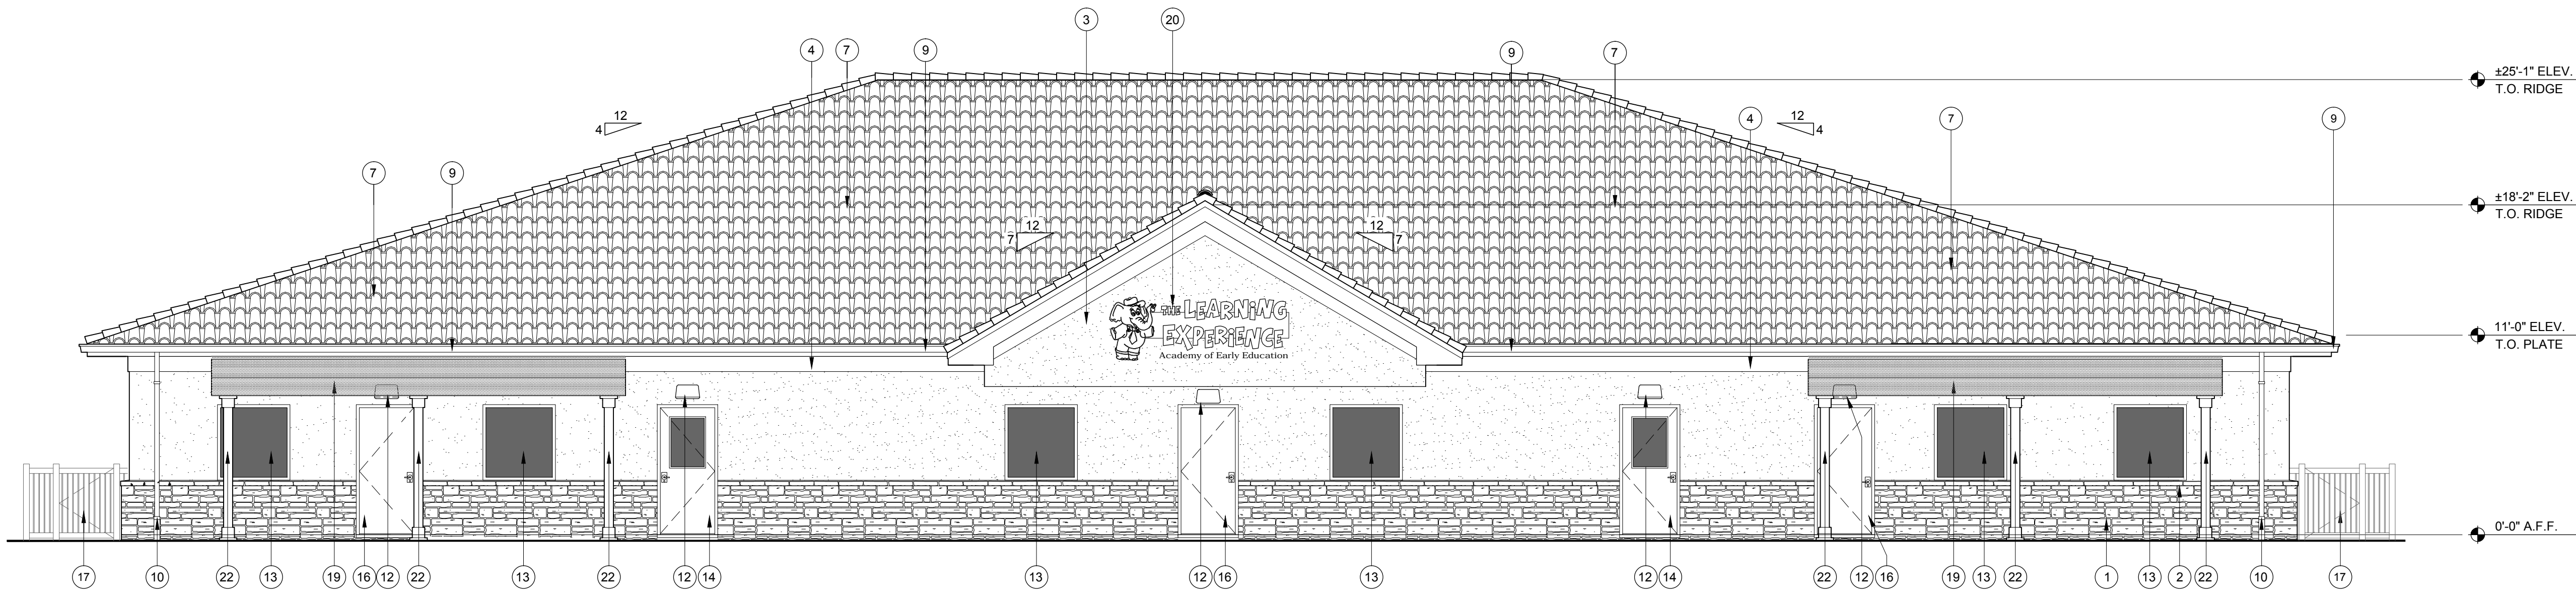 3 20
4 7 9 9 7
±25'-1" ELEV.
T.O. RIDGE
12
4
4
12
4
7
9
7 9
±18'-2" ELEV.
T.O. RIDGE
12
7
12
7
THE LEARNiNG
EXPERiENCE
Academy of Early Education
11'-0" ELEV.
T.O. PLATE
0'-0" A.F.F.
17 10 22 13 19 16 12 22 13 22 12 14 13 12 16 13 12 14 22 12 16 19 13 22 1 13 2 22 10 17